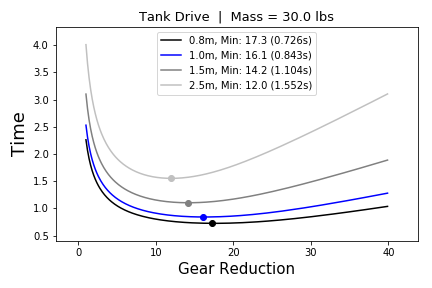 Tank Drive | Mass = 30.0 lbs
0.8m, Min: 17.3 (0.726s)
1.0m, Min: 16.1 (0.843s)
1.5m, Min: 14.2 (1.104s)
2.5m, Min: 12.0 (1.552s)
Time
4.0
3.5
3.0
2.5
2.0
1.5
1.0
0.5
0 10 20 30 40
Gear Reduction